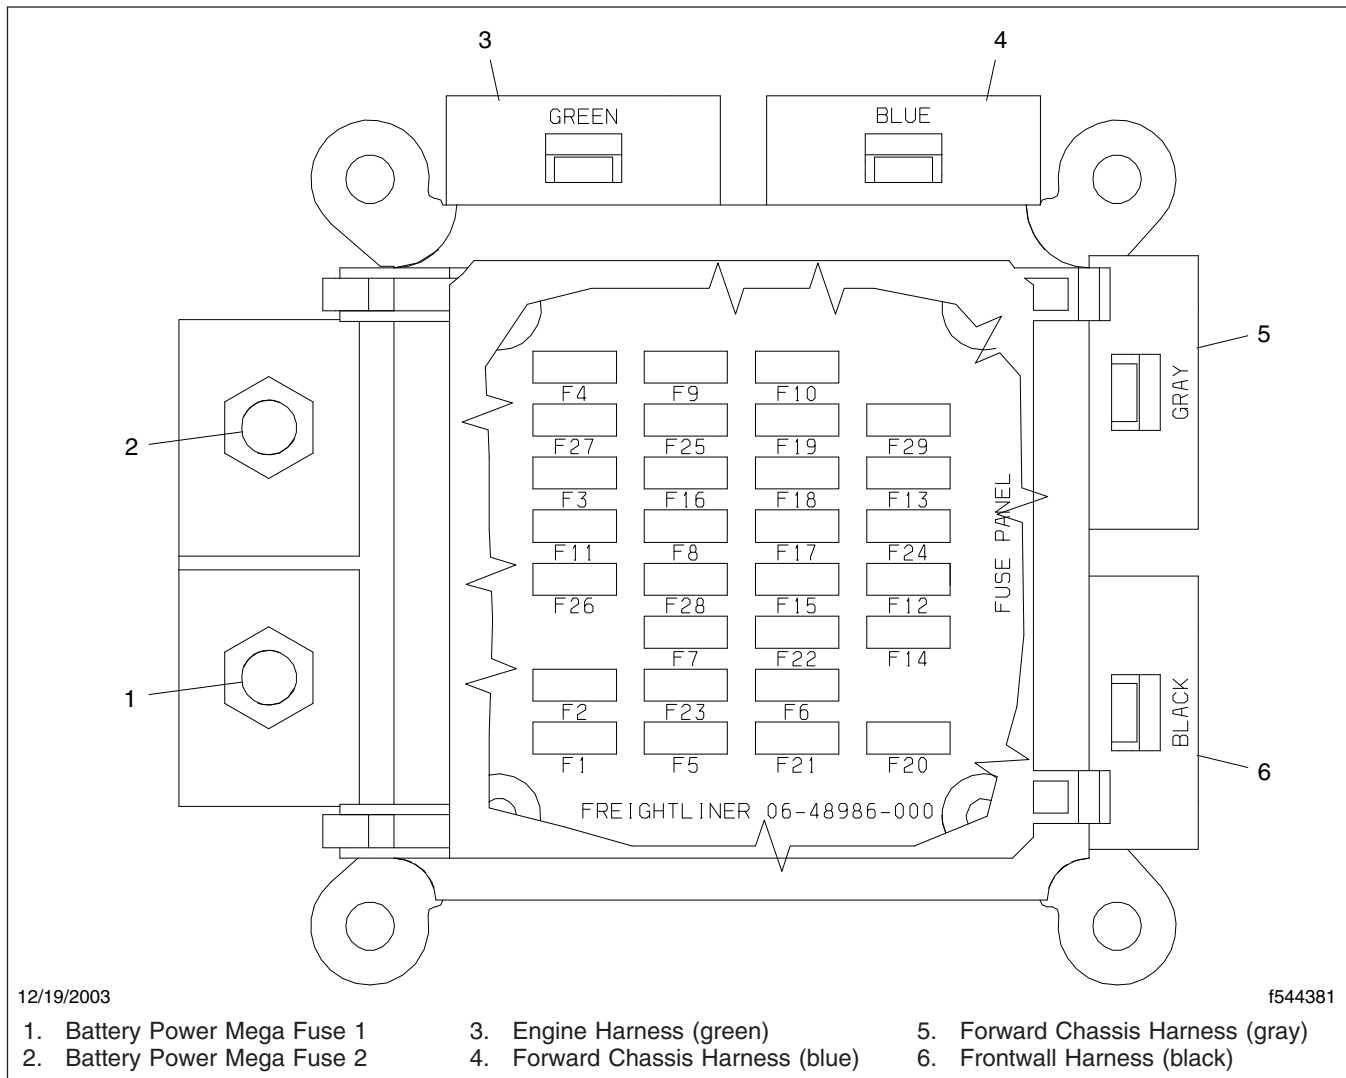 3
4
GREEN
BLUE
5
GRAY
2
F4 F9 F10
F27 F25 F19 F29
F3 F16 F18 F13
F11 F8 F17 F24
F26 F28 F15 F12
F7 F22 F14
F2 F23 F6
F1 F5 F21 F20
FUSE PANEL
1
BLACK
6
FREIGHTLINER 06-48986-000
12/19/2003
f544381
1. Battery Power Mega Fuse 1
2. Battery Power Mega Fuse 2
3. Engine Harness (green)
4. Forward Chassis Harness (blue)
5. Forward Chassis Harness (gray)
6. Frontwall Harness (black)